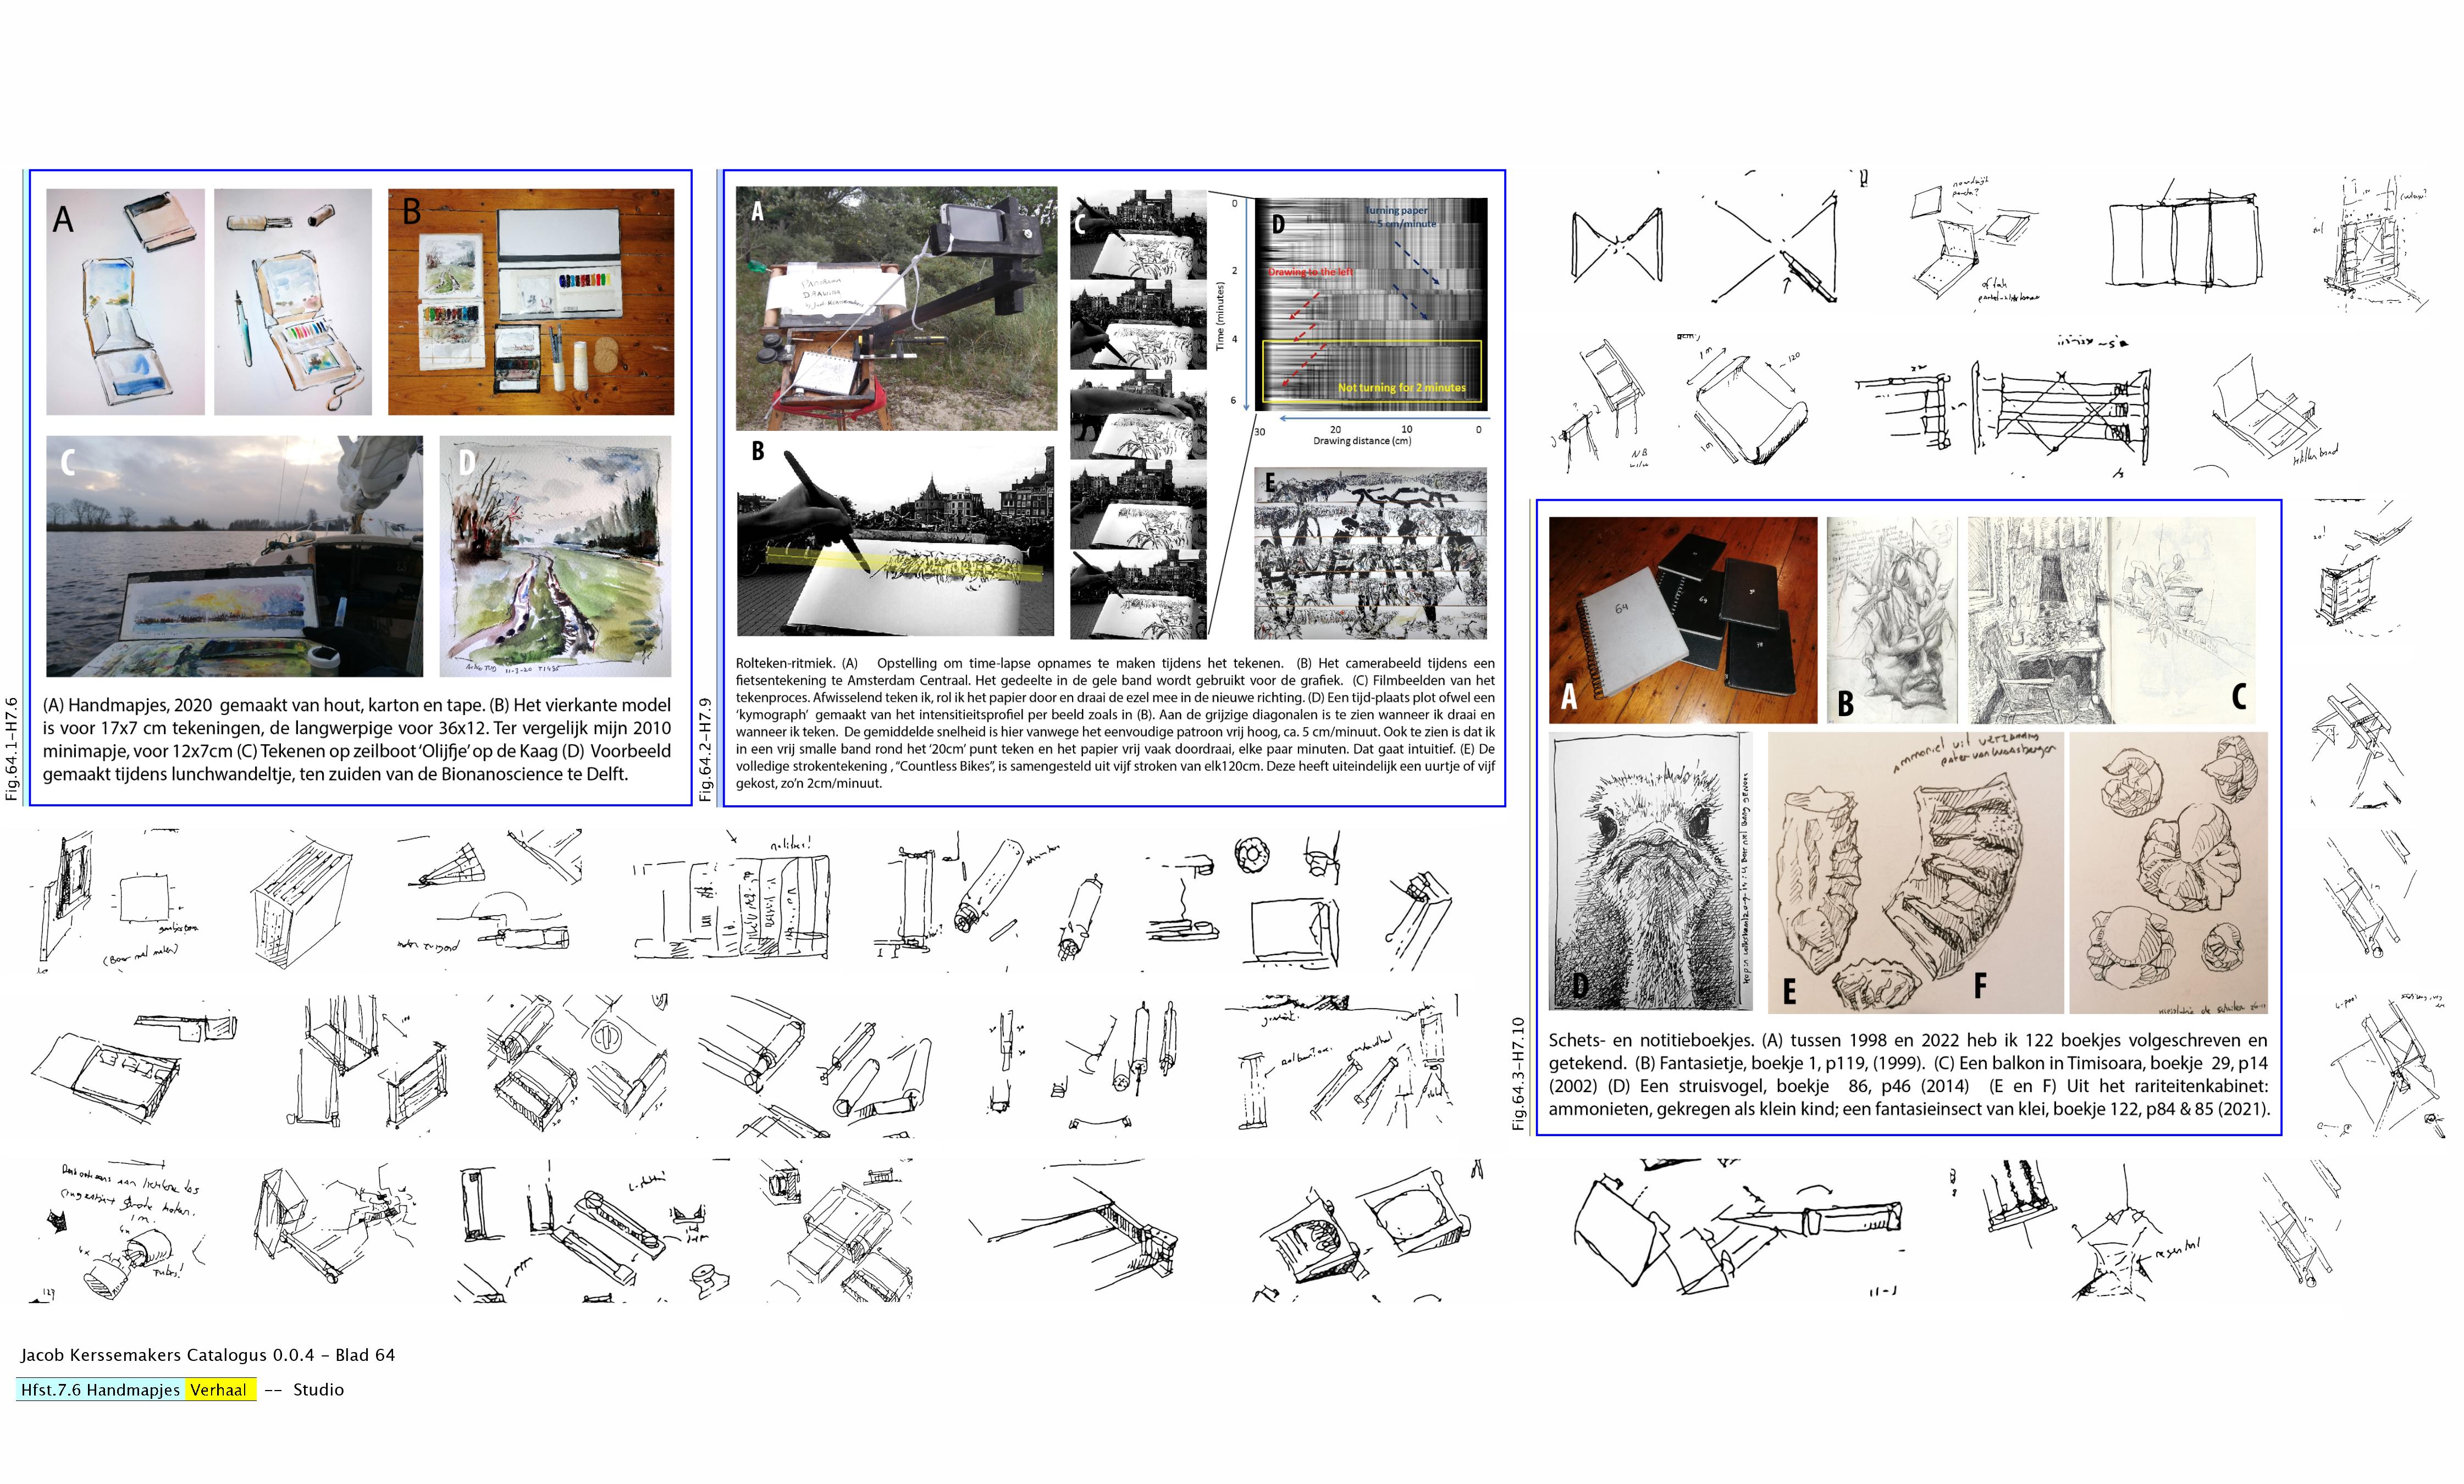 A
B
C
D
(A) Handmapjes, 2020 gemaakt van hout, karton en tape. (B) Het vierkante model
is voor 17x7 cm tekeningen, de langwerpige voor 36x12. Ter vergelijk mijn 2010
minimapje, voor 12x7cm (C) Tekenen op zeilboot ‘Olijfje’ op de Kaag (D) Voorbeeld
gemaakt tijdens lunchwandeltje, ten zuiden van de Bionanoscience te Delft.
Fig.64.1-H7.6
A
PANORAMA
DRAWING
B
C
D
Turning paper
~5 cm/minute
Drawing to the left
Not turning for 2 minutes
0
2
4
6
Time (minutes)
30
20
10
0
Drawing distance (cm)
E
Rolteken-ritmiek. (A) Opstelling om time-lapse opnames te maken tijdens het tekenen. (B) Het camerabeeld tijdens een
fietsentekening te Amsterdam Centraal. Het gedeelte in de gele band wordt gebruikt voor de grafiek. (C) Filmbeelden van het
tekenproces. Afwisselend teken ik, rol ik het papier door en draai de ezel mee in de nieuwe richting. (D) Een tijd-plaats plot ofwel een
‘kymograph’ gemaakt van het intensitieitsprofiel per beeld zoals in (B). Aan de grijzige diagonalen is te zien wanneer ik draai en
wanneer ik teken. De gemiddelde snelheid is hier vanwege het eenvoudige patroon vrij hoog, ca. 5 cm/minuut. Ook te zien is dat ik
in een vrij smalle band rond het ‘20cm’ punt teken en het papier vrij vaak doordraai, elke paar minuten. Dat gaat intuitief. (E) De
volledige strokentekening , “Countless Bikes”, is samengesteld uit vijf stroken van elk120cm. Deze heeft uiteindelijk een uurtje of vijf
gekost, zo’n 2cm/minuut.
Fig.64.2-H7.9
A
64
69
B
C
D
ammoniet uit verzameling
pater van Waasbergen
E
F
Schets- en notitieboekjes. (A) tussen 1998 en 2022 heb ik 122 boekjes volgeschreven en
getekend. (B) Fantasietje, boekje 1, p119, (1999). (C) Een balkon in Timisoara, boekje 29, p14
(2002) (D) Een struisvogel, boekje 86, p46 (2014) (E en F) Uit het rariteitenkabinet:
ammonieten, gekregen als klein kind; een fantasieinsect van klei, boekje 122, p84 & 85 (2021).
Fig.64.3-H7.10
Jacob Kerssemakers Catalogus 0.0.4 - Blad 64
Hfst.7.6 Handmapjes Verhaal -- Studio